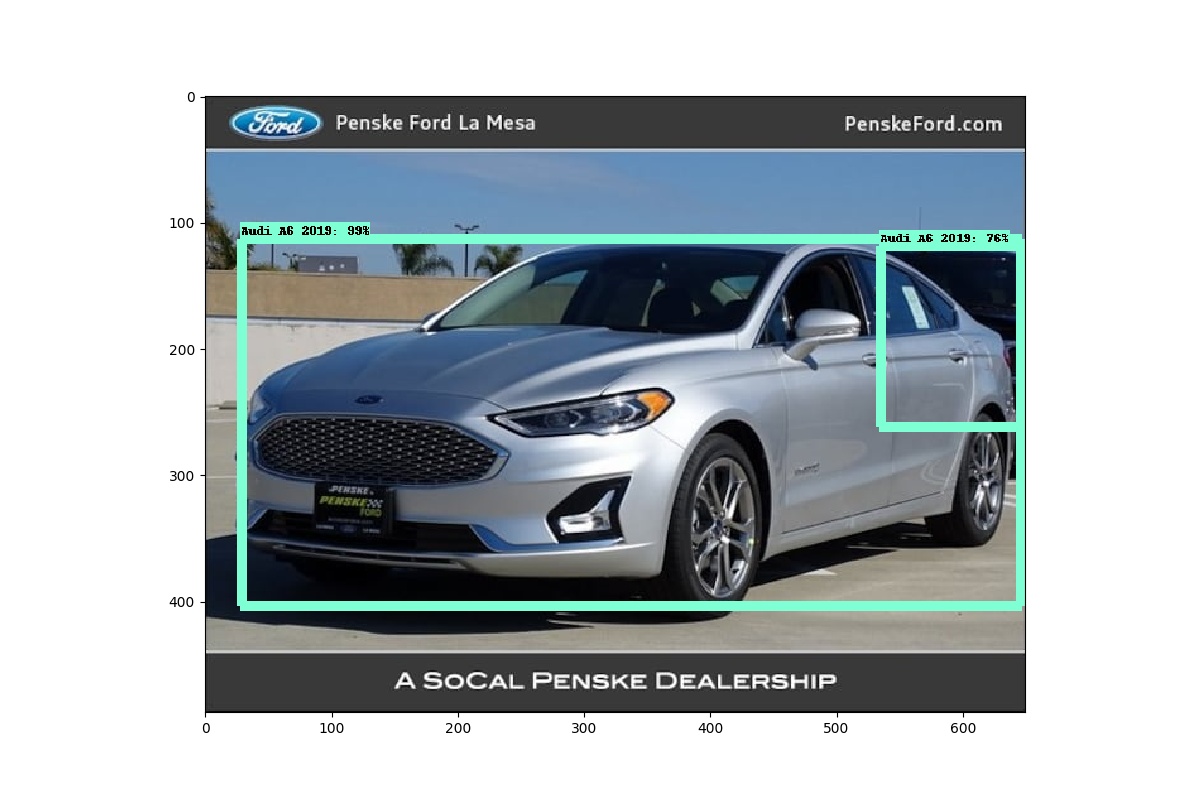 0
100
200
300
400
0
100
200
300
400
500
600
Ford
Penske Ford La Mesa
PenskeFord.com
Audi A6 2019: 99%
Audi A6 2019: 76%
PENSKE
PENSKE
FORD
A SoCal Penske Dealership